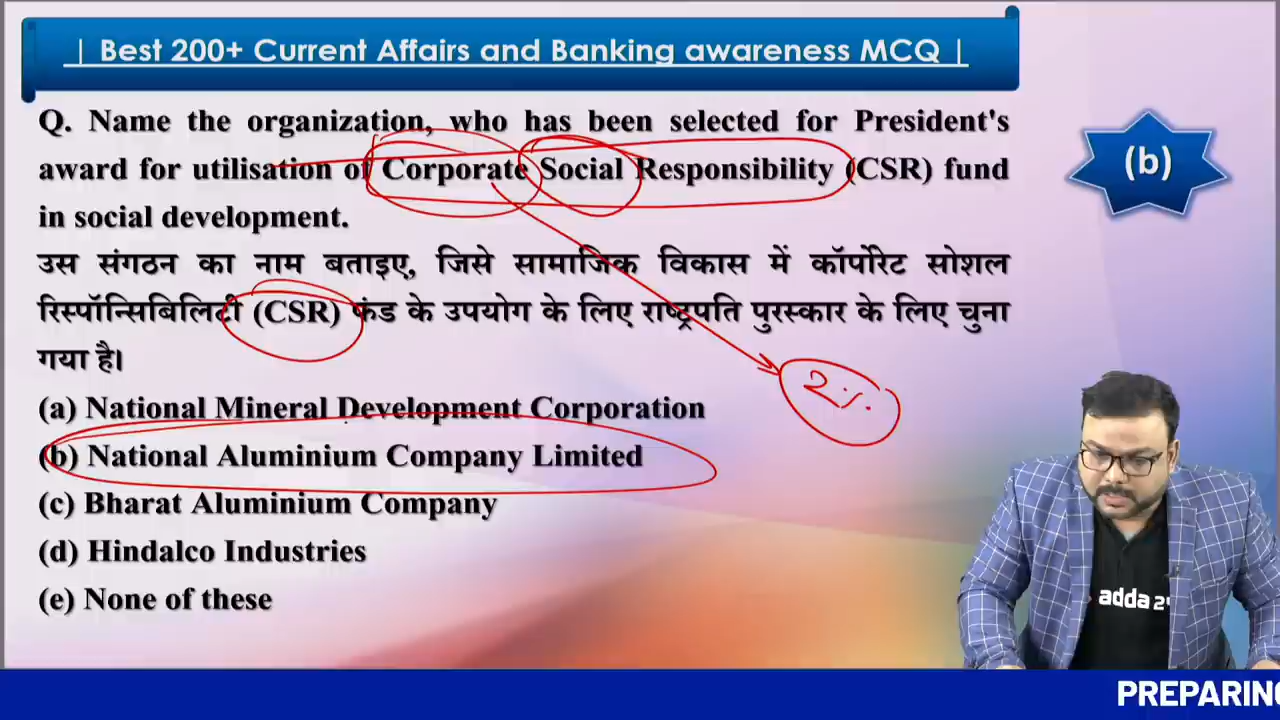 | Best 200+ Current Affairs and Banking awareness MCQ |
Q. Name the organization, who has been selected for President's
award for utilisation of Corporate Social Responsibility (CSR) fund
in social development.
(b)
उस संगठन का नाम बताइए, जिसे सामाजिक विकास में कॉर्पोरेट सोशल
रिस्पॉन्सिबिलिटी (CSR) फंड के उपयोग के लिए राष्ट्रपति पुरस्कार के लिए चुना
गया है।
2%.
(a) National Mineral Development Corporation
(b) National Aluminium Company Limited
(c) Bharat Aluminium Company
(d) Hindalco Industries
(e) None of these
adda 2
PREPARING